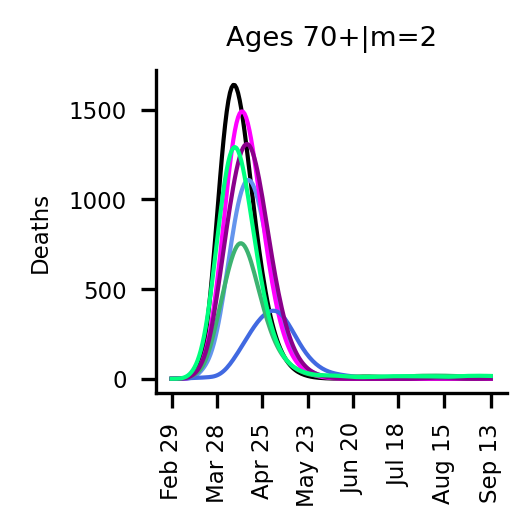 Ages 70+|m=2
Deaths
1500
1000
500
0
Feb 29
Mar 28
Apr 25
May 23
Jun 20
Jul 18
Aug 15
Sep 13